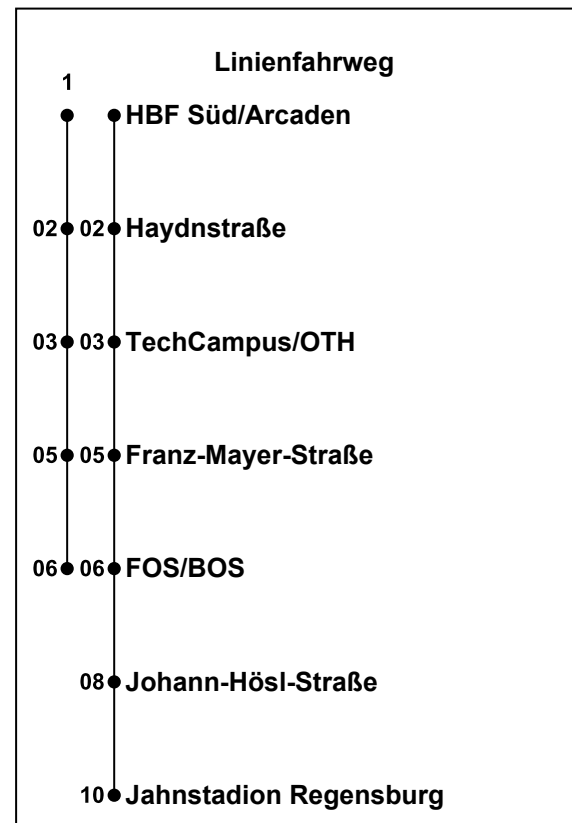 Linienfahrweg
1
HBF Süd/Arcaden
02 02 Haydnstraße
03 03 TechCampus/OTH
05 05 Franz-Mayer-Straße
06 06 FOS/BOS
08 Johann-Hösl-Straße
10 Jahnstadion Regensburg